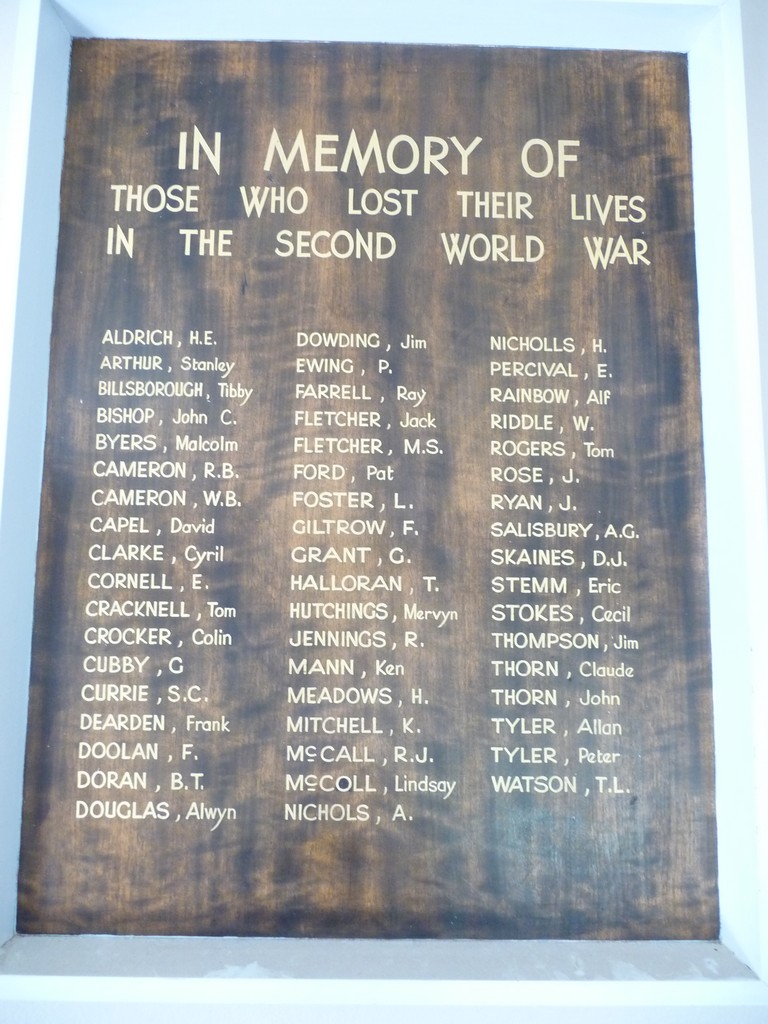 IN MEMORY OF
THOSE WHO LOST THEIR LIVES
IN THE SECOND WORLD WAR
ALDRICH, H.E.
ARTHUR, Stanley
BILLSBOROUGH, Tibby
BISHOP, John C.
BYERS, Malcolm
CAMERON, R.B.
CAMERON, W.B.
CAPEL, David
CLARKE, Cyril
CORNELL, E.
CRACKNELL, Tom
CROCKER, Colin
CUBBY, G
CURRIE, S.C.
DEARDEN, Frank
DOOLAN, F.
DORAN, B.T.
DOUGLAS, Alwyn
DOWDING, Jim
EWING, P.
FARRELL, Ray
FLETCHER, Jack
FLETCHER, M.S.
FORD, Pat
FOSTER, L.
GILTROW, F.
GRANT, G.
HALLORAN, T.
HUTCHINGS, Mervyn
JENNINGS, R.
MANN, Ken
MEADOWS, H.
MITCHELL, K.
McCALL, R.J.
McCOLL, Lindsay
NICHOLS, A.
NICHOLLS, H.
PERCIVAL, E.
RAINBOW, Alf
RIDDLE, W.
ROGERS, Tom
ROSE, J.
RYAN, J.
SALISBURY, A.G.
SKAINES, D.J.
STEMM, Eric
STOKES, Cecil
THOMPSON, Jim
THORN, Claude
THORN, John
TYLER, Allan
TYLER, Peter
WATSON, T.L.